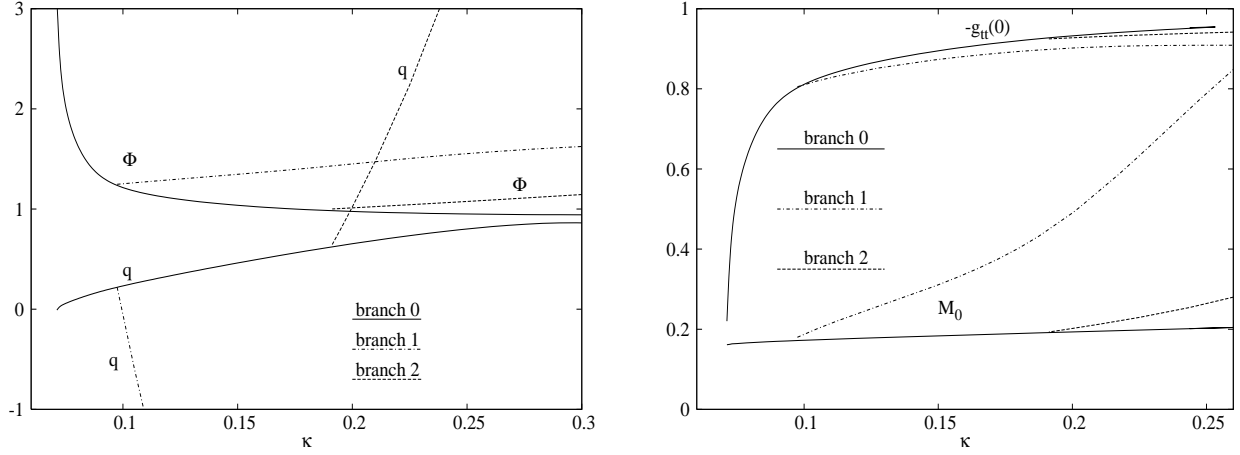 3
2
1
0
-1
Φ
q
Φ
q
q
branch 0
branch 1
branch 2
0.1
0.15
0.2
0.25
0.3
κ
1
0.8
0.6
0.4
0.2
0
-g_tt(0)
branch 0
branch 1
branch 2
M_0
0.1
0.15
0.2
0.25
κ